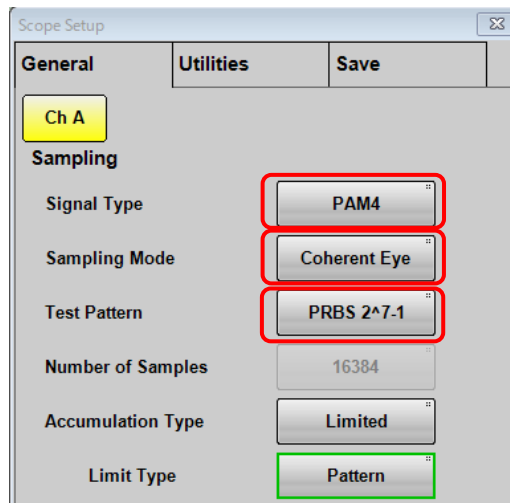 Scope Setup
General Utilities Save
Ch A
Sampling
Signal Type PAM4
Sampling Mode Coherent Eye
Test Pattern PRBS 2^7-1
Number of Samples 16384
Accumulation Type Limited
Limit Type Pattern